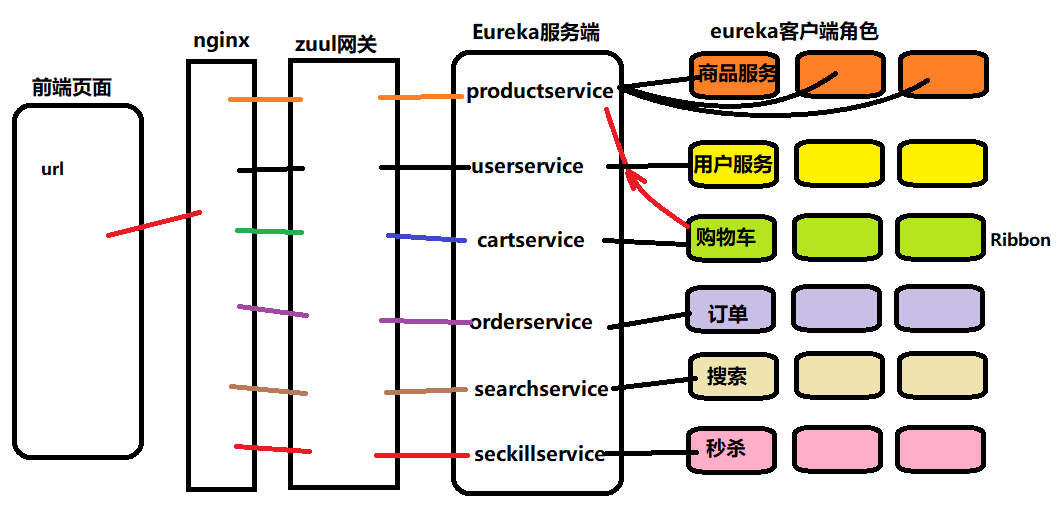 前端页面
url
nginx
zuul网关
Eureka服务端
productservice
userservice
cartservice
orderservice
searchservice
seckillservice
eureka客户端角色
商品服务
用户服务
购物车
Ribbon
订单
搜索
秒杀